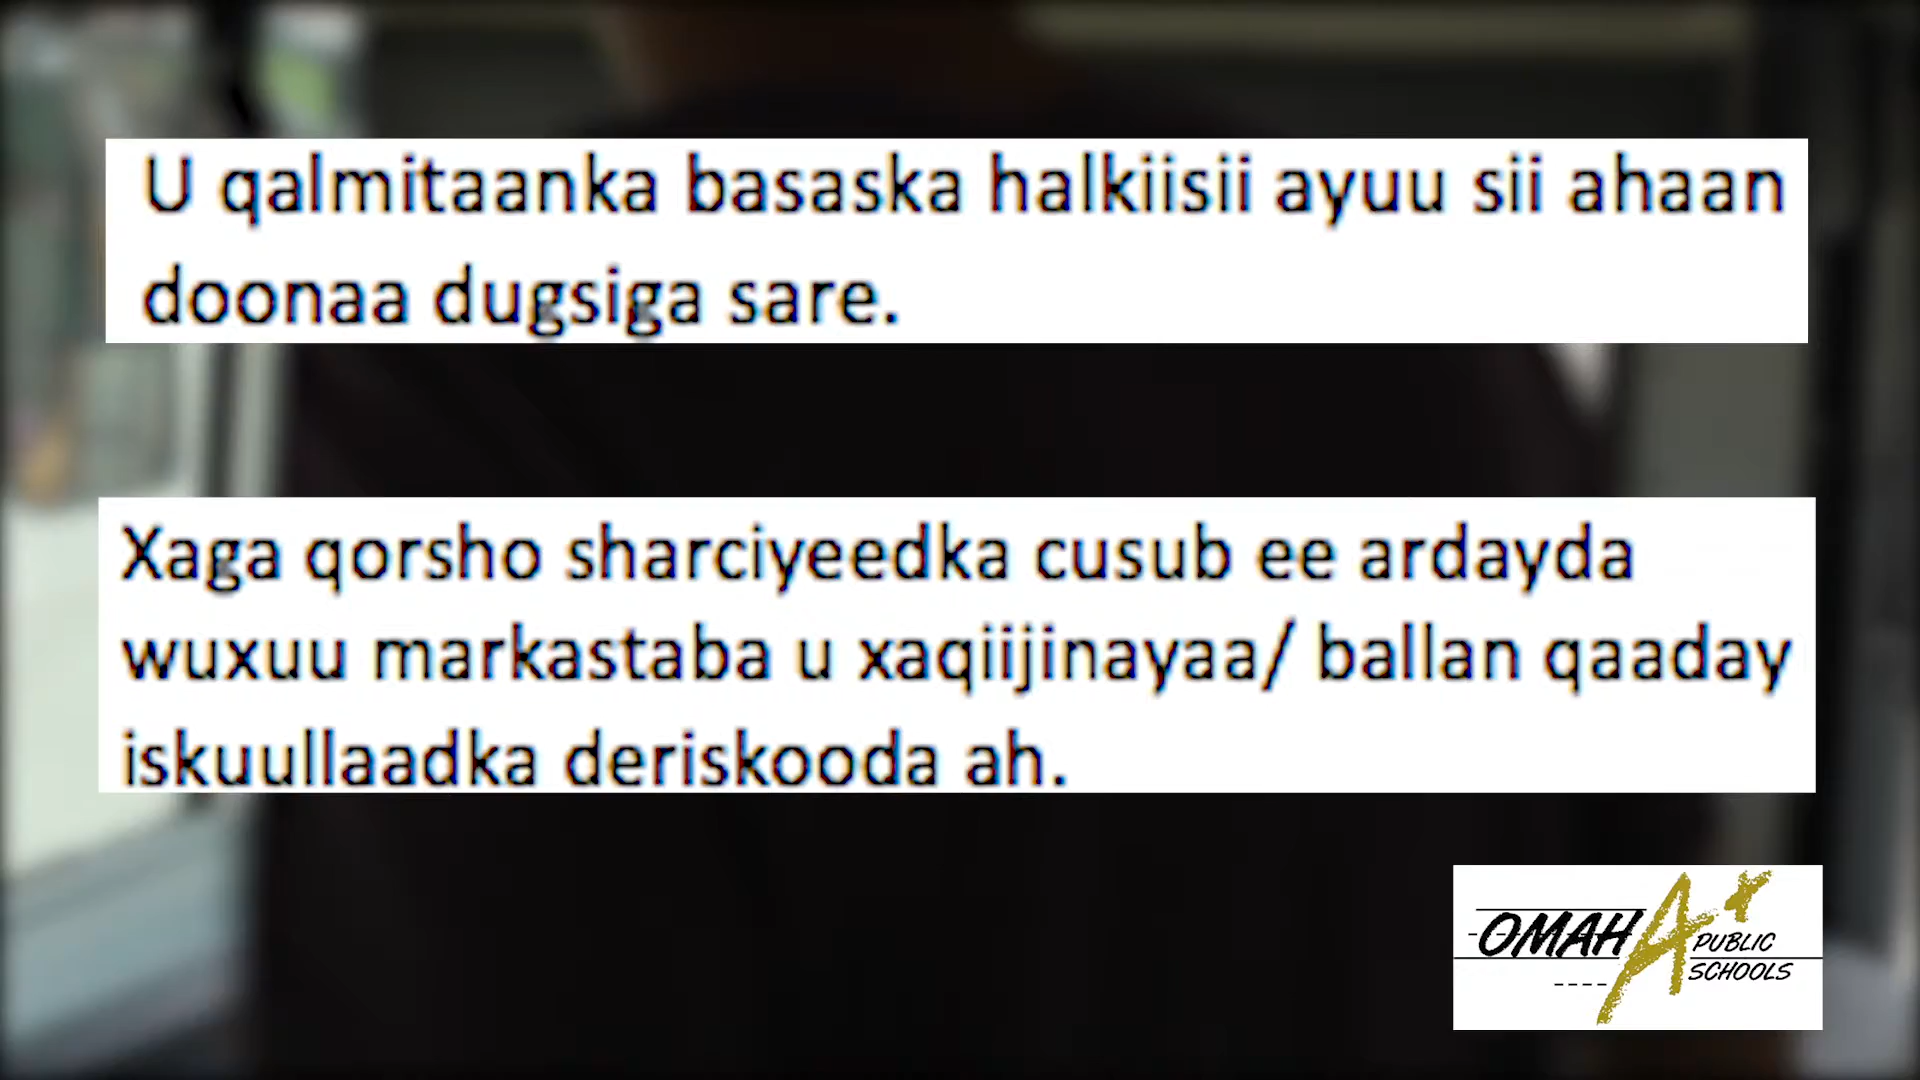 U qalmitaanka basaska halkiisii ayuu sii ahaan
doonaa dugsiga sare.
Xaga qorsho sharciyeedka cusub ee ardayda
wuxuu markastaba u xaqiijinayaa/ ballan qaaday
iskuullaadka deriskooda ah.
OMAHA+
PUBLIC
SCHOOLS